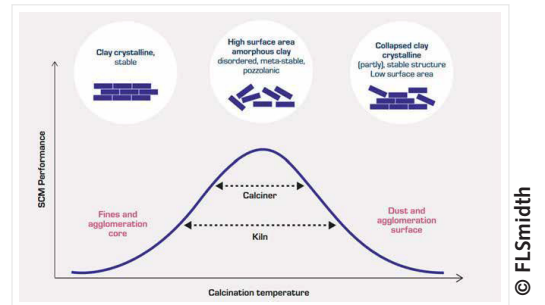 Clay crystalline,
stable
High surface area
amorphous clay
disordered, meta-stable,
pozzolanic
Collapsed clay
crystalline
(partly), stable structure
Low surface area
SCM Performance
Fines and
agglomeration
core
Calciner
Kiln
Dust and
agglomeration
surface
Calcination temperature
© FLSmidth